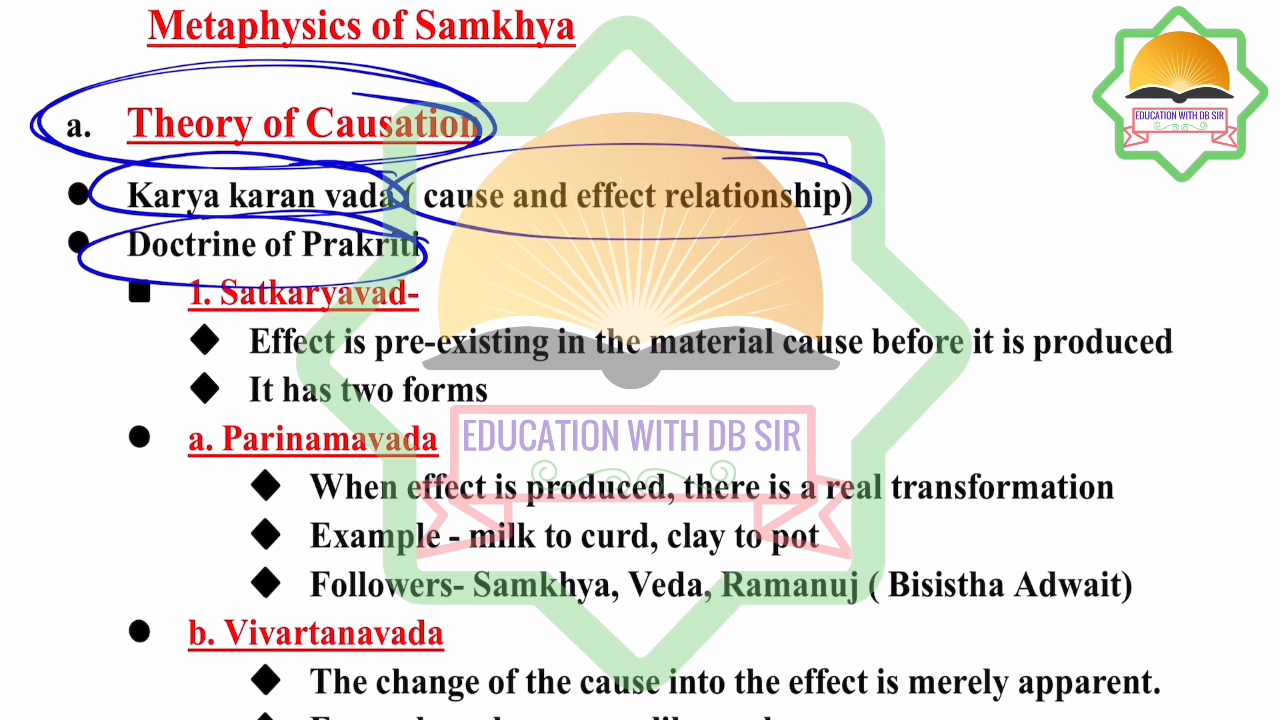 Metaphysics of Samkhya
a. Theory of Causation
EDUCATION WITH DB SIR
Karya karan vada ( cause and effect relationship)
Doctrine of Prakriti
1. Satkaryavad-
Effect is pre-existing in the material cause before it is produced
It has two forms
a. Parinamavada
EDUCATION WITH DB SIR
When effect is produced, there is a real transformation
Example - milk to curd, clay to pot
Followers- Samkhya, Veda, Ramanuj ( Bisistha Adwait)
b. Vivartanavada
The change of the cause into the effect is merely apparent.